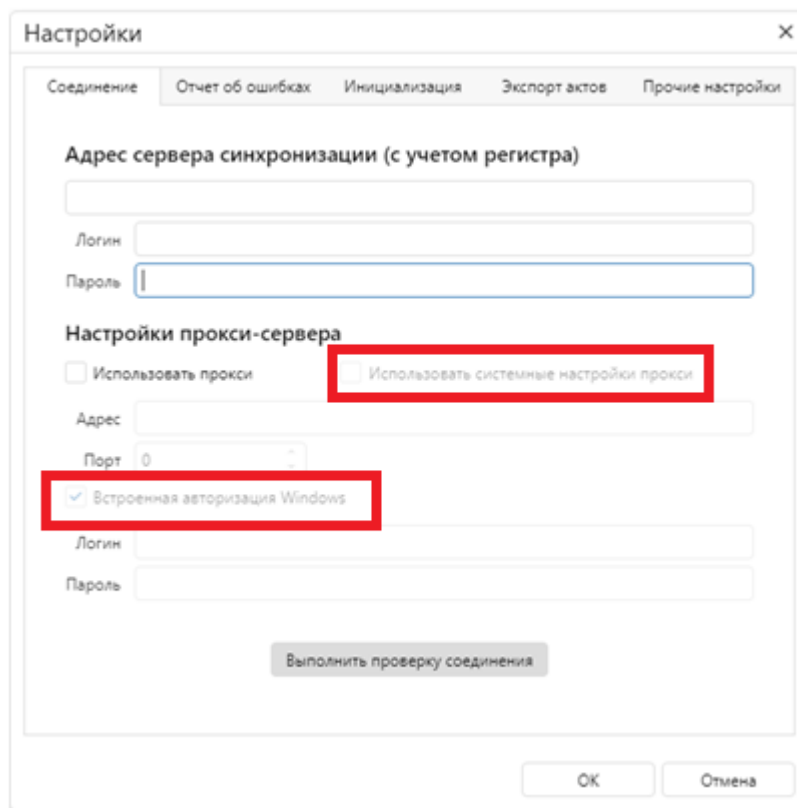 Настройки
Соединение Отчет об ошибках Инициализация Экспорт актов Прочие настройки
Адрес сервера синхронизации (с учетом регистра)
Логин
Пароль
Настройки прокси-сервера
Использовать прокси Использовать системные настройки прокси
Адрес
Порт 0
Встроенная авторизация Windows
Логин
Пароль
Выполнить проверку соединения
ОК Отмена